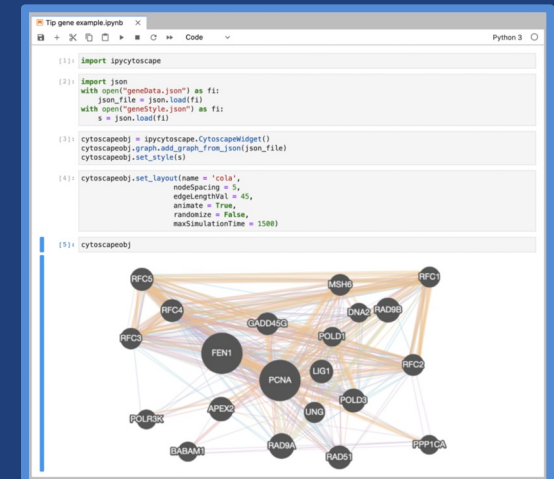 Tip gene example.ipynb
Code
Python 3
[1]: import ipycytoscape
[2]: import json
with open("geneData.json") as fi:
    json_file = json.load(fi)
with open("geneStyle.json") as fi:
    s = json.load(fi)
[3]: cytoscapeobj = ipycytoscape.CytoscapeWidget()
cytoscapeobj.graph.add_graph_from_json(json_file)
cytoscapeobj.set_style(s)
[4]: cytoscapeobj.set_layout(name = 'cola',
                        nodeSpacing = 5,
                        edgeLengthVal = 45,
                        animate = True,
                        randomize = False,
                        maxSimulationTime = 1500)
[5]: cytoscapeobj
RFC5
MSH6
RFC1
RFC4
DNA2
RAD9B
GADD45G
RFC3
POLD1
FEN1
RFC2
LIG1
PCNA
POLD3
APEX2
UNG
POLR3K
BABAM1
RAD9A
PPP1CA
RAD51